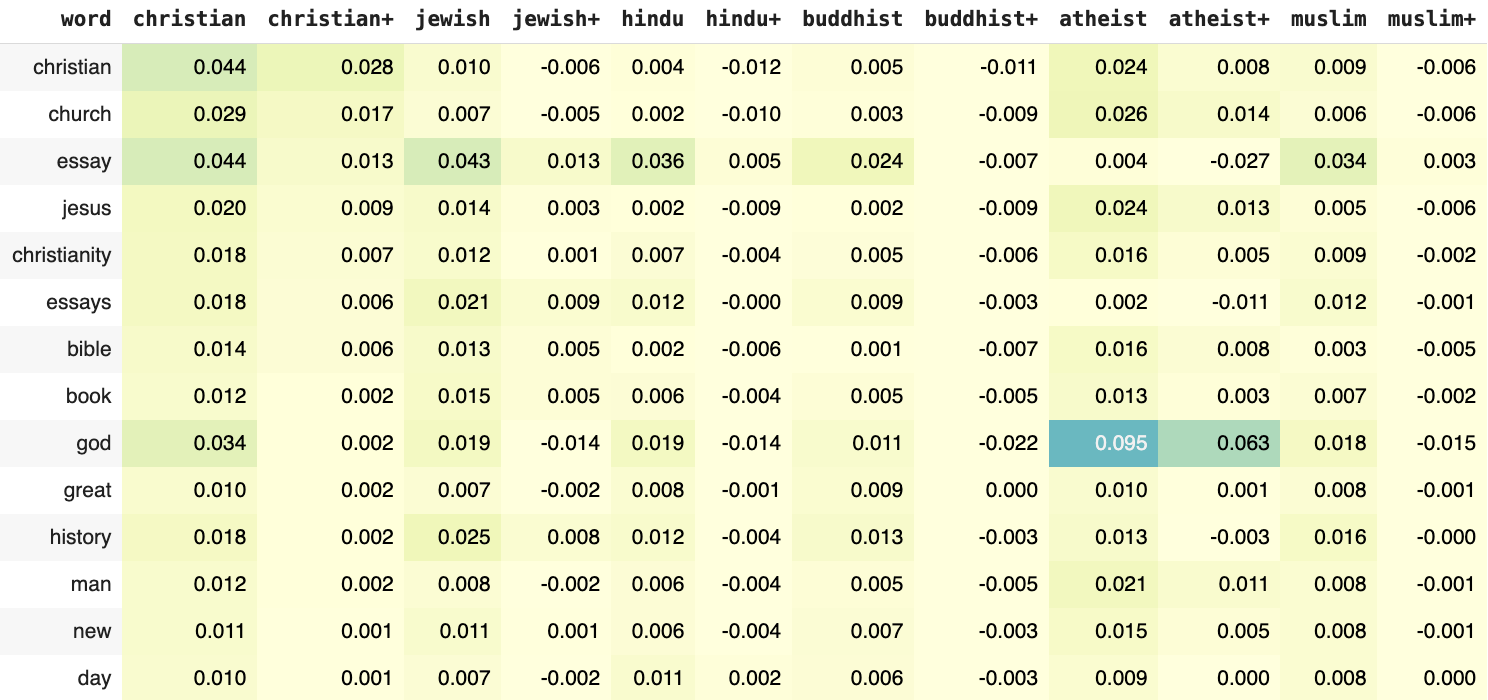 word christian christian+ jewish jewish+ hindu hindu+ buddhist buddhist+ atheist atheist+ muslim muslim+
christian 0.044 0.028 0.010 -0.006 0.004 -0.012 0.005 -0.011 0.024 0.008 0.009 -0.006
church 0.029 0.017 0.007 -0.005 0.002 -0.010 0.003 -0.009 0.026 0.014 0.006 -0.006
essay 0.044 0.013 0.043 0.013 0.036 0.005 0.024 -0.007 0.004 -0.027 0.034 0.003
jesus 0.020 0.009 0.014 0.003 0.002 -0.009 0.002 -0.009 0.024 0.013 0.005 -0.006
christianity 0.018 0.007 0.012 0.001 0.007 -0.004 0.005 -0.006 0.016 0.005 0.009 -0.002
essays 0.018 0.006 0.021 0.009 0.012 -0.000 0.009 -0.003 0.002 -0.011 0.012 -0.001
bible 0.014 0.006 0.013 0.005 0.002 -0.006 0.001 -0.007 0.016 0.008 0.003 -0.005
book 0.012 0.002 0.015 0.005 0.006 -0.004 0.005 -0.005 0.013 0.003 0.007 -0.002
god 0.034 0.002 0.019 -0.014 0.019 -0.014 0.011 -0.022 0.095 0.063 0.018 -0.015
great 0.010 0.002 0.007 -0.002 0.008 -0.001 0.009 0.000 0.010 0.001 0.008 -0.001
history 0.018 0.002 0.025 0.008 0.012 -0.004 0.013 -0.003 0.013 -0.003 0.016 -0.000
man 0.012 0.002 0.008 -0.002 0.006 -0.004 0.005 -0.005 0.021 0.011 0.008 -0.001
new 0.011 0.001 0.011 0.001 0.006 -0.004 0.007 -0.003 0.015 0.005 0.008 -0.001
day 0.010 0.001 0.007 -0.002 0.011 0.002 0.006 -0.003 0.009 0.000 0.008 0.000